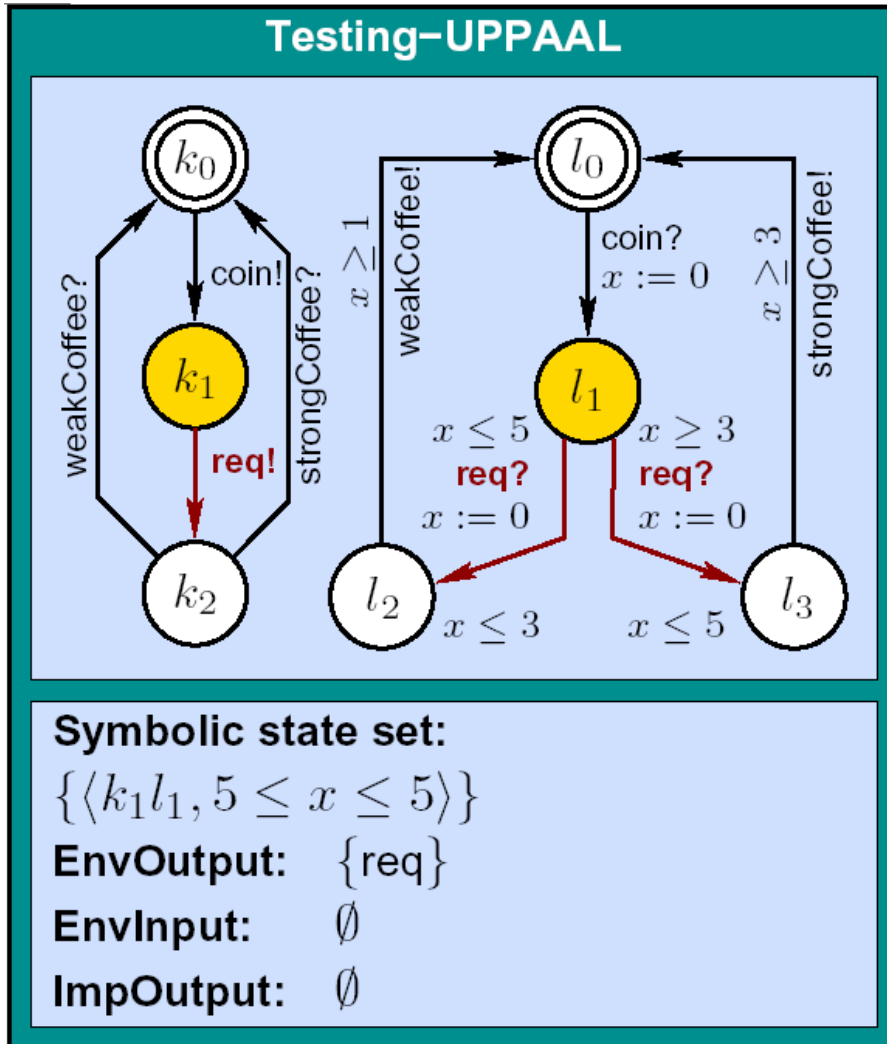 Testing−UPPAAL
k₀
coin!
k₁
req!
k₂
weakCoffee?
strongCoffee?
l₀
coin?
x := 0
l₁
x ≤ 5
req?
x := 0
x ≥ 3
req?
x := 0
l₂
x ≤ 3
l₃
x ≤ 5
x ≥ 1
weakCoffee!
x ≥ 3
strongCoffee!
Symbolic state set:
{⟨k₁l₁, 5 ≤ x ≤ 5⟩}
EnvOutput: {req}
EnvInput: ∅
ImpOutput: ∅